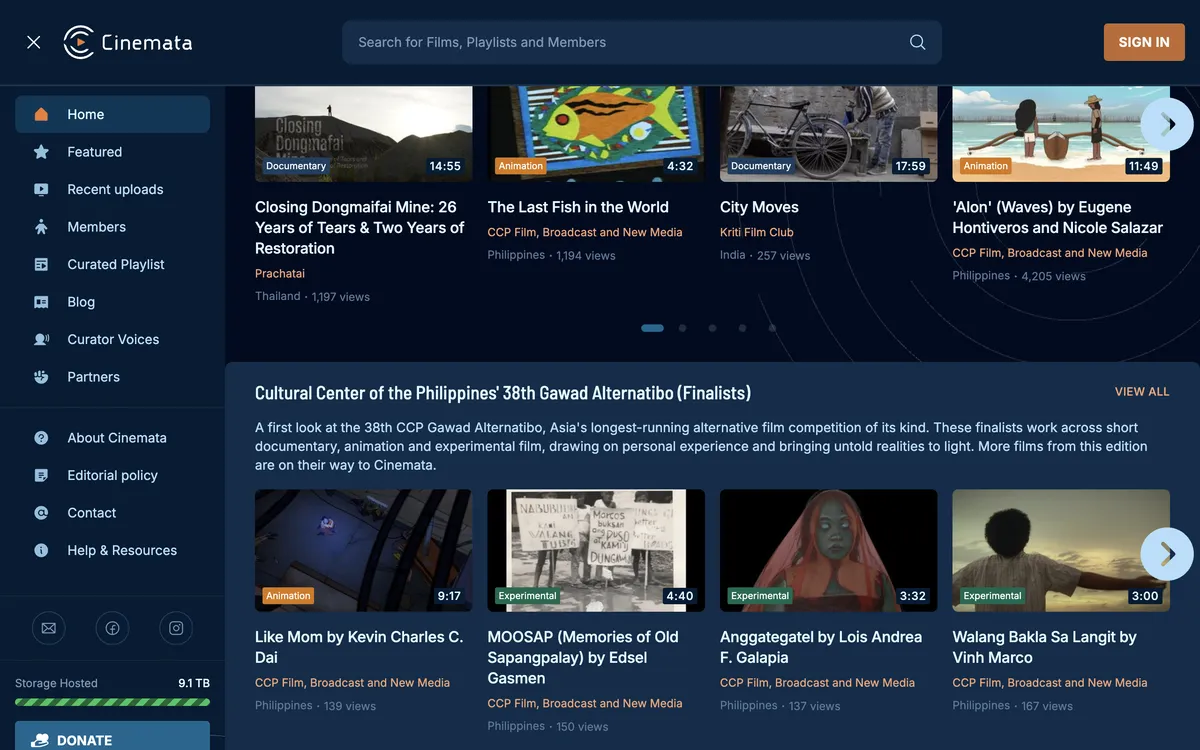 Cinemata
Search for Films, Playlists and Members
SIGN IN
Home
Featured
Recent uploads
Members
Curated Playlist
Blog
Curator Voices
Partners
About Cinemata
Editorial policy
Contact
Help & Resources
Storage Hosted
9.1 TB
DONATE
Closing
Dongmaifai
Documentary
14:55
Closing Dongmaifai Mine: 26
Years of Tears & Two Years of
Restoration
Prachatai
Thailand · 1,197 views
Animation
4:32
The Last Fish in the World
CCP Film, Broadcast and New Media
Philippines · 1,194 views
Documentary
17:59
City Moves
Kriti Film Club
India · 257 views
Animation
11:49
'Alon' (Waves) by Eugene
Hontiveros and Nicole Salazar
CCP Film, Broadcast and New Media
Philippines · 4,205 views
Cultural Center of the Philippines' 38th Gawad Alternatibo (Finalists)
VIEW ALL
A first look at the 38th CCP Gawad Alternatibo, Asia's longest-running alternative film competition of its kind. These finalists work across short
documentary, animation and experimental film, drawing on personal experience and bringing untold realities to light. More films from this edition
are on their way to Cinemata.
Animation
9:17
Like Mom by Kevin Charles C.
Dai
CCP Film, Broadcast and New Media
Philippines · 139 views
WALANG
Marcos
buksan
ang PUSO
at KAMI'Y
Experimental
4:40
MOOSAP (Memories of Old
Sapangpalay) by Edsel
Gasmen
CCP Film, Broadcast and New Media
Philippines · 150 views
Experimental
3:32
Anggategatel by Lois Andrea
F. Galapia
CCP Film, Broadcast and New Media
Philippines · 137 views
Experimental
3:00
Walang Bakla Sa Langit by
Vinh Marco
CCP Film, Broadcast and New Media
Philippines · 167 views